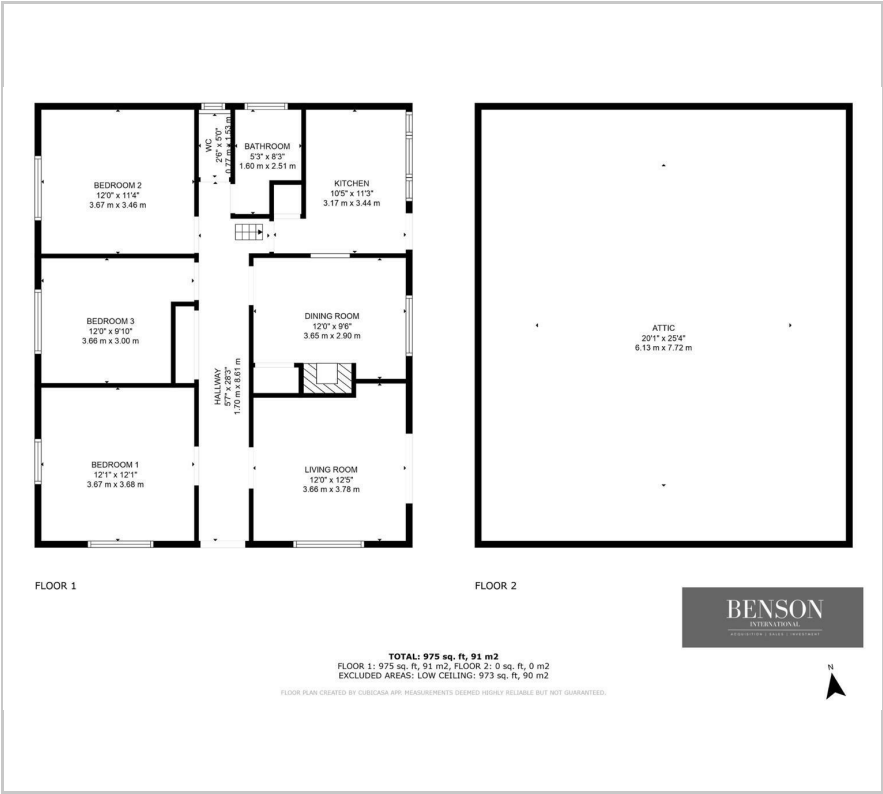 WC
2'6" x 5'0"
0.77 m x 1.53 m
BATHROOM
5'3" x 8'3"
1.60 m x 2.51 m
BEDROOM 2
12'0" x 11'4"
3.67 m x 3.46 m
KITCHEN
10'5" x 11'3"
3.17 m x 3.44 m
BEDROOM 3
12'0" x 9'10"
3.66 m x 3.00 m
DINING ROOM
12'0" x 9'6"
3.65 m x 2.90 m
HALLWAY
5'7" x 28'3"
1.70 m x 8.61 m
BEDROOM 1
12'1" x 12'1"
3.67 m x 3.68 m
LIVING ROOM
12'0" x 12'5"
3.66 m x 3.78 m
ATTIC
20'1" x 25'4"
6.13 m x 7.72 m
FLOOR 1
FLOOR 2
BENSON
INTERNATIONAL
ACQUISITION | SALES | INVESTMENT
TOTAL: 975 sq. ft, 91 m2
FLOOR 1: 975 sq. ft, 91 m2, FLOOR 2: 0 sq. ft, 0 m2
EXCLUDED AREAS: LOW CEILING: 973 sq. ft, 90 m2
FLOOR PLAN CREATED BY CUBICASA APP. MEASUREMENTS DEEMED HIGHLY RELIABLE BUT NOT GUARANTEED.
N